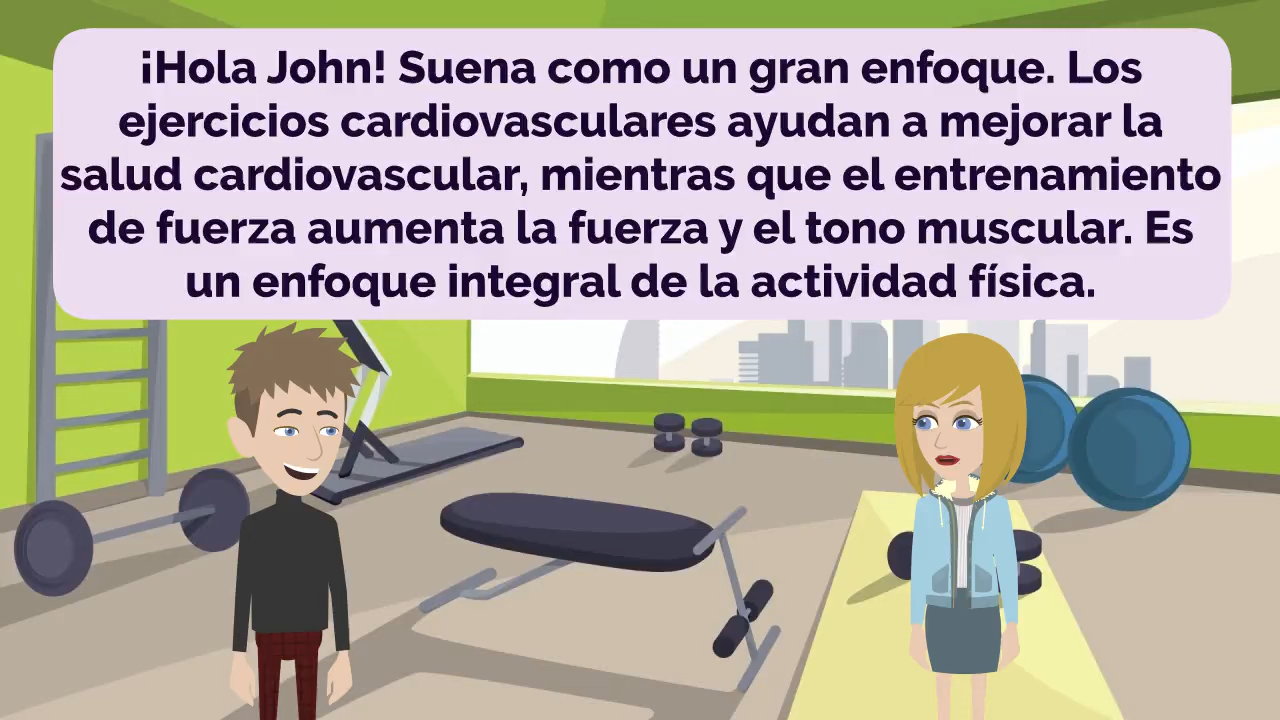 ¡Hola John! Suena como un gran enfoque. Los
ejercicios cardiovasculares ayudan a mejorar la
salud cardiovascular, mientras que el entrenamiento
de fuerza aumenta la fuerza y el tono muscular. Es
un enfoque integral de la actividad física.